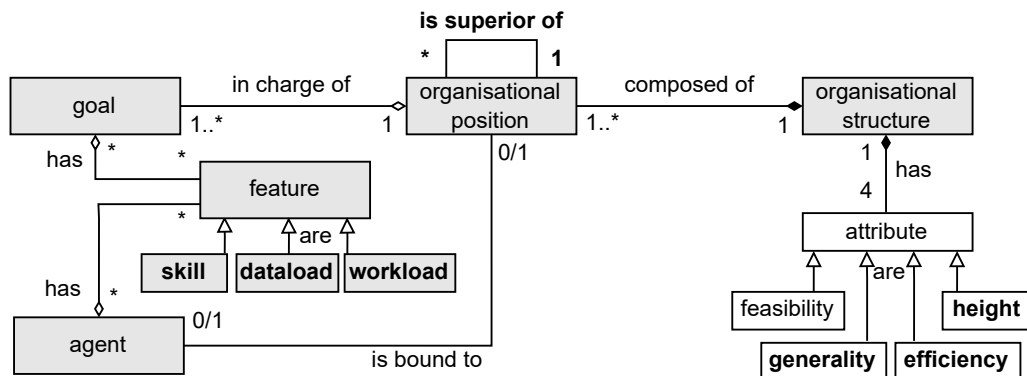 is superior of
* 1
goal
in charge of
organisational
position
composed of
organisational
structure
1..* 1
1..* 1
has
* *
0/1
1
has
4
feature
*
are
attribute
skill
dataload
workload
are
has
*
feasibility
height
0/1
agent
is bound to
generality
efficiency